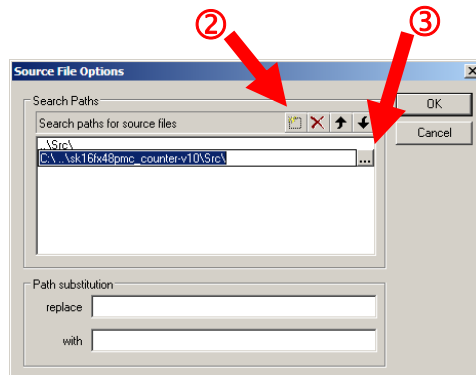 ② ③
Source File Options
Search Paths
OK
Search paths for source files
Cancel
..\Src\
C:\ ..\sk16fx48pmc_counter-v10\Src\
...
Path substitution
replace
with